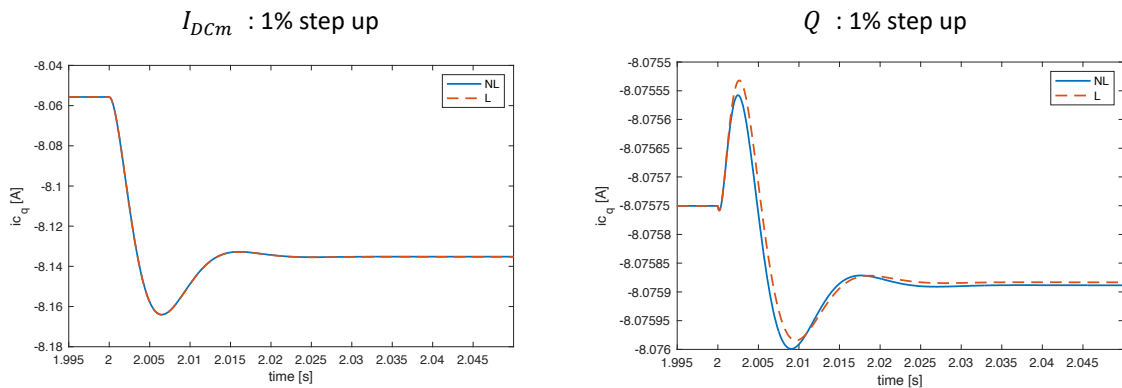 I_DCm : 1% step up
-8.04
-8.06
-8.08
-8.1
-8.12
-8.14
-8.16
-8.18
ic_q [A]
1.995 2 2.005 2.01 2.015 2.02 2.025 2.03 2.035 2.04 2.045
time [s]
NL
L
Q : 1% step up
-8.0755
-8.07555
-8.0756
-8.07565
-8.0757
-8.07575
-8.0758
-8.07585
-8.0759
-8.07595
-8.076
ic_q [A]
1.995 2 2.005 2.01 2.015 2.02 2.025 2.03 2.035 2.04 2.045
time [s]
NL
L